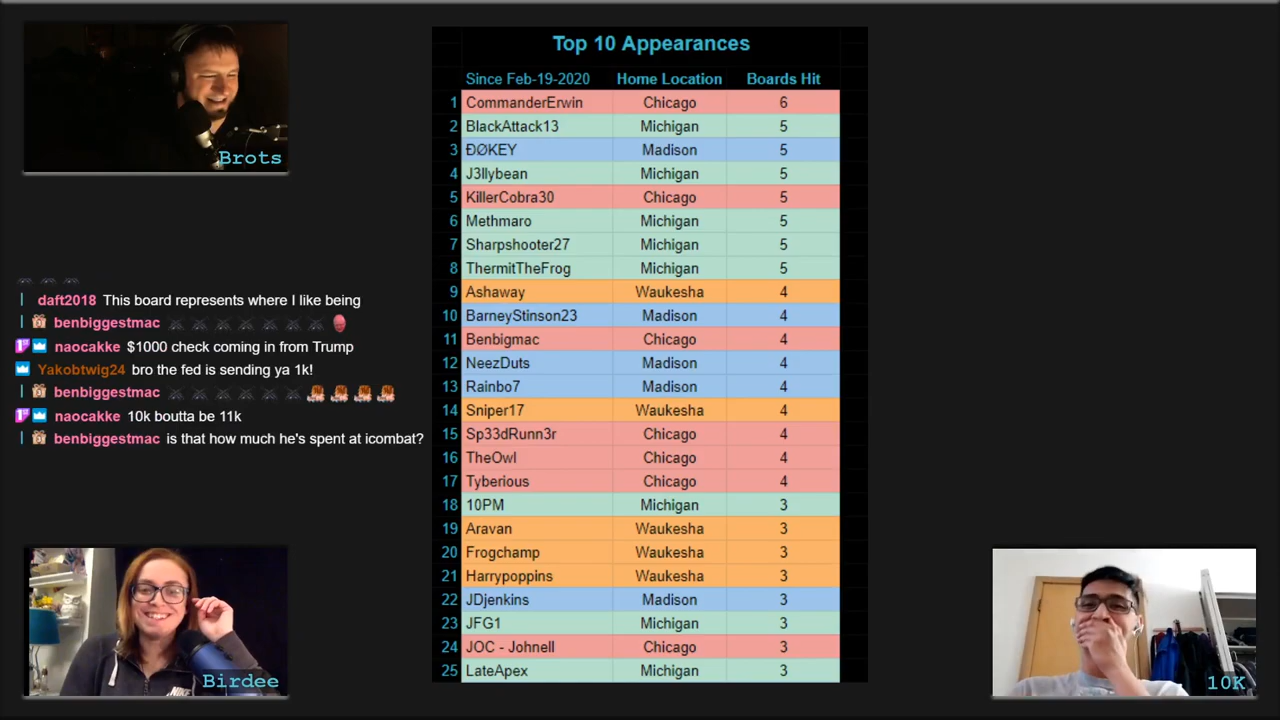 Brots
Top 10 Appearances
Since Feb-19-2020 Home Location Boards Hit
1 CommanderErwin Chicago 6
2 BlackAttack13 Michigan 5
3 ĐØKEY Madison 5
4 J3llybean Michigan 5
5 KillerCobra30 Chicago 5
6 Methmaro Michigan 5
7 Sharpshooter27 Michigan 5
8 ThermitTheFrog Michigan 5
9 Ashaway Waukesha 4
10 BarneyStinson23 Madison 4
11 Benbigmac Chicago 4
12 NeezDuts Madison 4
13 Rainbo7 Madison 4
14 Sniper17 Waukesha 4
15 Sp33dRunn3r Chicago 4
16 TheOwl Chicago 4
17 Tyberious Chicago 4
18 10PM Michigan 3
19 Aravan Waukesha 3
20 Frogchamp Waukesha 3
21 Harrypoppins Waukesha 3
22 JDjenkins Madison 3
23 JFG1 Michigan 3
24 JOC - Johnell Chicago 3
25 LateApex Michigan 3
daft2018 This board represents where I like being
benbiggestmac
naocakke $1000 check coming in from Trump
Yakobtwig24 bro the fed is sending ya 1k!
benbiggestmac
naocakke 10k boutta be 11k
benbiggestmac is that how much he's spent at icombat?
Birdee
10K